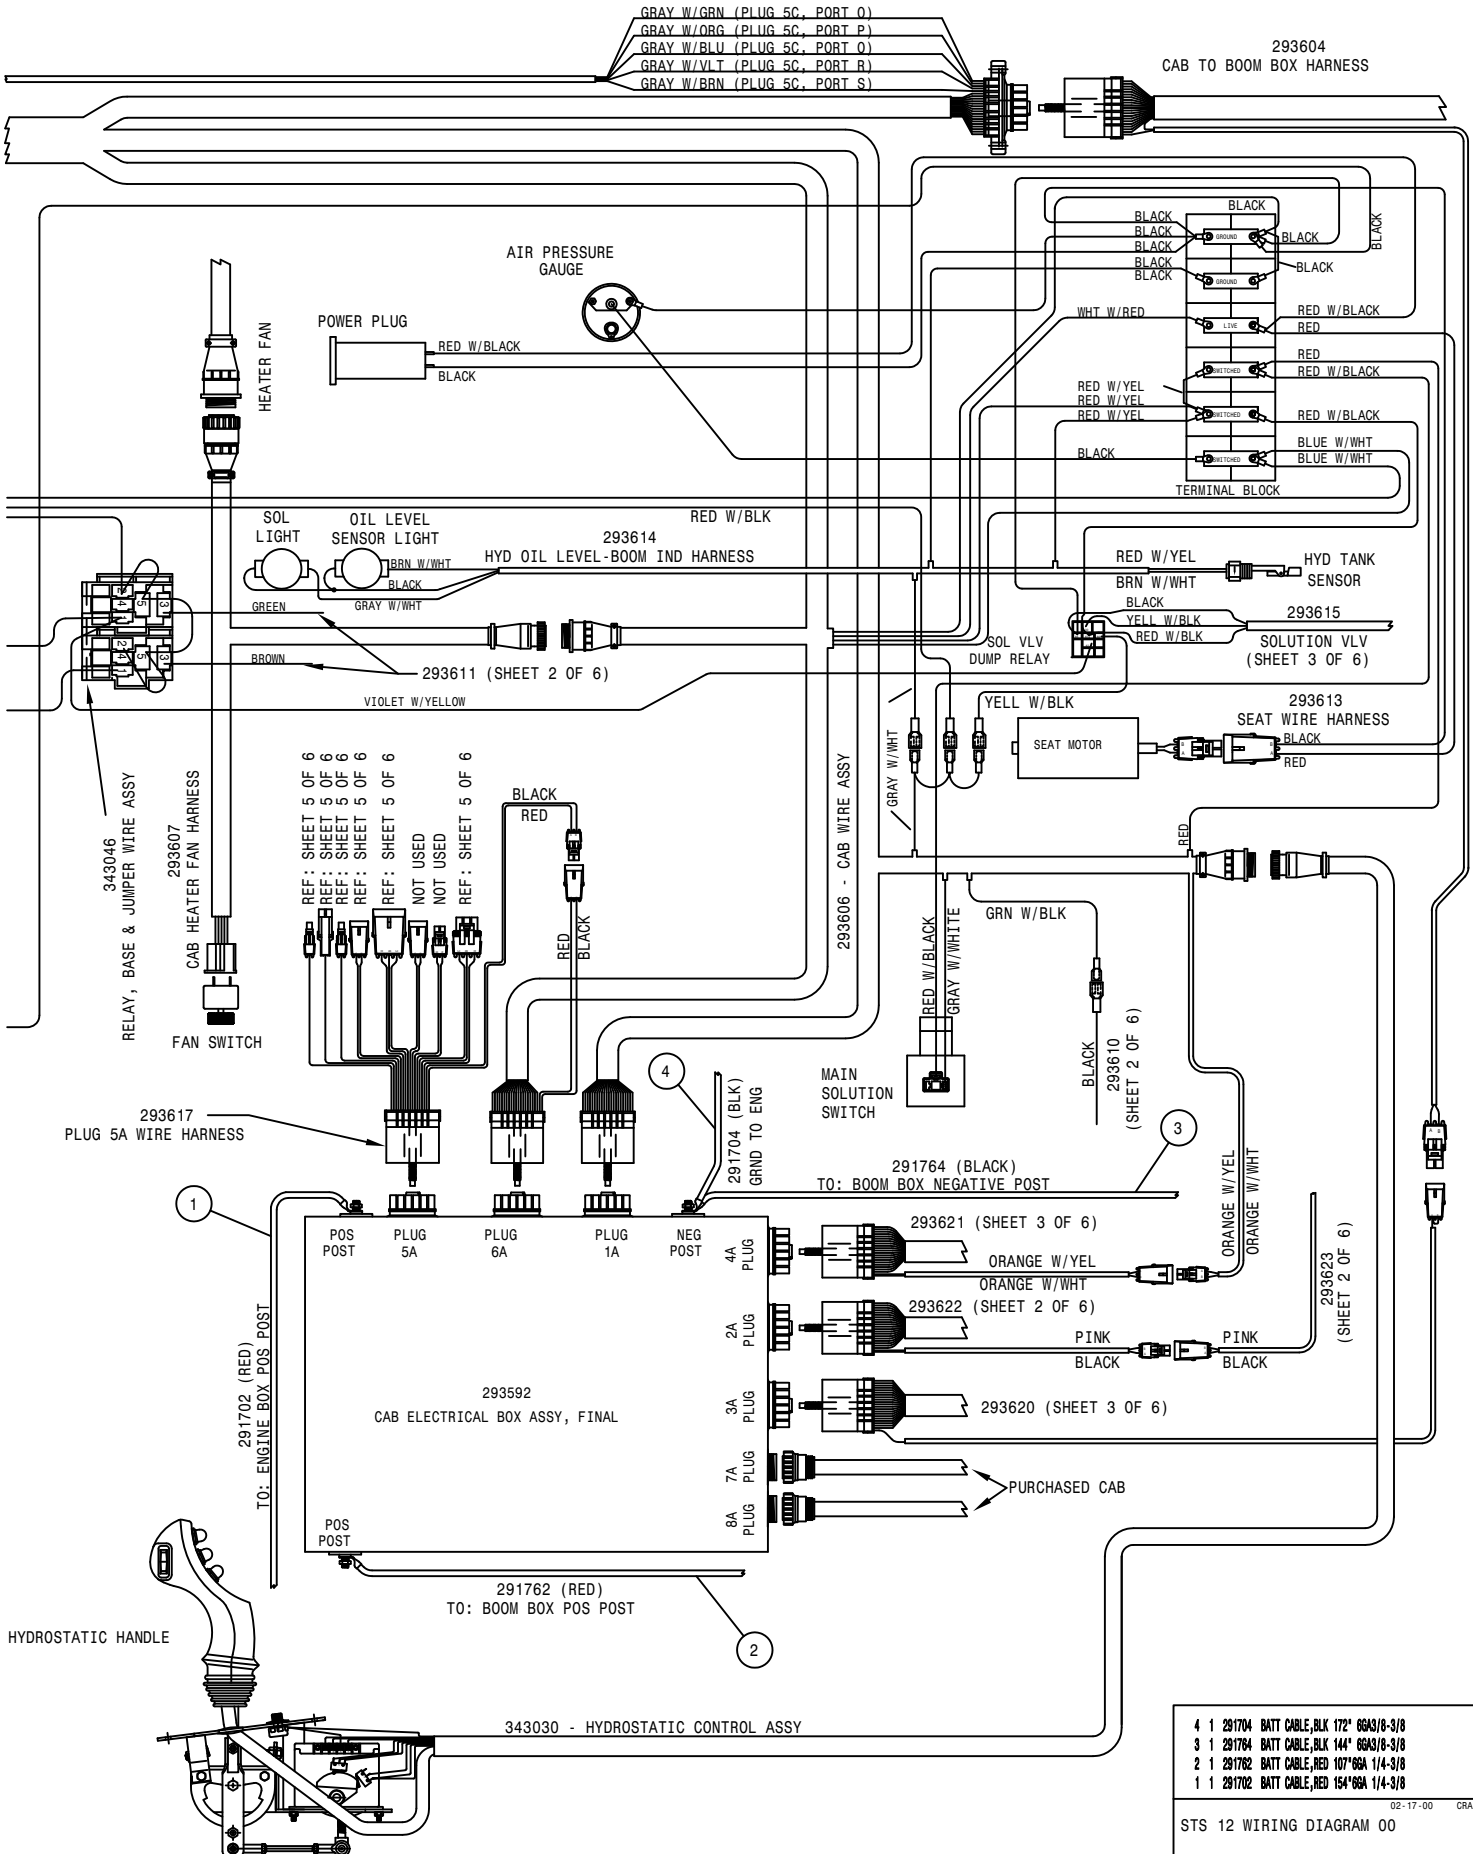 GRAY W/GRN (PLUG 5C, PORT O)
GRAY W/ORG (PLUG 5C, PORT P)
GRAY W/BLU (PLUG 5C, PORT O)
GRAY W/VLT (PLUG 5C, PORT R)
GRAY W/BRN (PLUG 5C, PORT S)
293604
CAB TO BOOM BOX HARNESS
AIR PRESSURE
GAUGE
POWER PLUG
RED W/BLACK
BLACK
HEATER FAN
BLACK
BLACK
BLACK
BLACK
BLACK
BLACK
BLACK
BLACK
BLACK
GROUND
GROUND
LIVE
SWITCHED
SWITCHED
SWITCHED
WHT W/RED
RED W/BLACK
RED
RED
RED W/BLACK
RED W/YEL
RED W/YEL
RED W/YEL
RED W/BLACK
BLACK
BLUE W/WHT
BLUE W/WHT
TERMINAL BLOCK
RED W/BLK
SOL
LIGHT
OIL LEVEL
SENSOR LIGHT
BRN W/WHT
BLACK
GRAY W/WHT
293614
HYD OIL LEVEL-BOOM IND HARNESS
RED W/YEL
BRN W/WHT
HYD TANK
SENSOR
BLACK
YELL W/BLK
RED W/BLK
293615
SOLUTION VLV
(SHEET 3 OF 6)
SOL VLV
DUMP RELAY
2
4
1
5
3
2
4
1
5
3
GREEN
BROWN
293611 (SHEET 2 OF 6)
VIOLET W/YELLOW
YELL W/BLK
GRAY W/WHT
SEAT MOTOR
293613
SEAT WIRE HARNESS
BLACK
RED
343046
RELAY, BASE & JUMPER WIRE ASSY
293607
CAB HEATER FAN HARNESS
FAN SWITCH
REF: SHEET 5 OF 6
REF: SHEET 5 OF 6
REF: SHEET 5 OF 6
REF: SHEET 5 OF 6
REF: SHEET 5 OF 6
NOT USED
NOT USED
REF: SHEET 5 OF 6
BLACK
RED
RED
BLACK
293606 - CAB WIRE ASSY
RED
GRN W/BLK
RED W/BLACK
GRAY W/WHITE
MAIN
SOLUTION
SWITCH
BLACK
293610
(SHEET 2 OF 6)
293617
PLUG 5A WIRE HARNESS
4
291704 (BLK)
GRND TO ENG
3
291764 (BLACK)
TO: BOOM BOX NEGATIVE POST
1
291702 (RED)
TO: ENGINE BOX POS POST
POS
POST
PLUG
5A
PLUG
6A
PLUG
1A
NEG
POST
4A
PLUG
2A
PLUG
3A
PLUG
7A
PLUG
8A
PLUG
293592
CAB ELECTRICAL BOX ASSY, FINAL
POS
POST
293621 (SHEET 3 OF 6)
ORANGE W/YEL
ORANGE W/WHT
ORANGE W/YEL
ORANGE W/WHT
293622 (SHEET 2 OF 6)
PINK
BLACK
PINK
BLACK
293623
(SHEET 2 OF 6)
293620 (SHEET 3 OF 6)
PURCHASED CAB
291762 (RED)
TO: BOOM BOX POS POST
2
HYDROSTATIC HANDLE
343030 - HYDROSTATIC CONTROL ASSY
4 1 291704 BATT CABLE,BLK 172" 6GA3/8-3/8
3 1 291764 BATT CABLE,BLK 144" 6GA3/8-3/8
2 1 291762 BATT CABLE,RED 107"6GA 1/4-3/8
1 1 291702 BATT CABLE,RED 154"6GA 1/4-3/8
02-17-00 CRA
STS 12 WIRING DIAGRAM 00